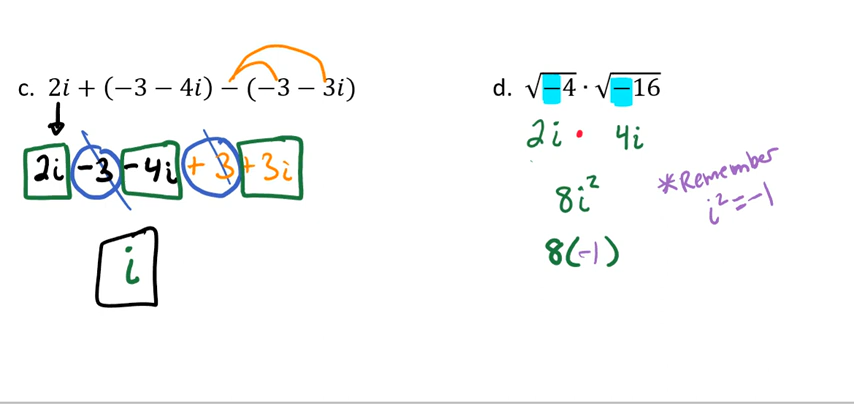 c. 2i + (−3 − 4i) − (−3 − 3i)
2i −3 −4i +3 +3i
i
d. √−4 · √−16
2i • 4i
8i²
8(−1)
*Remember
i² = −1